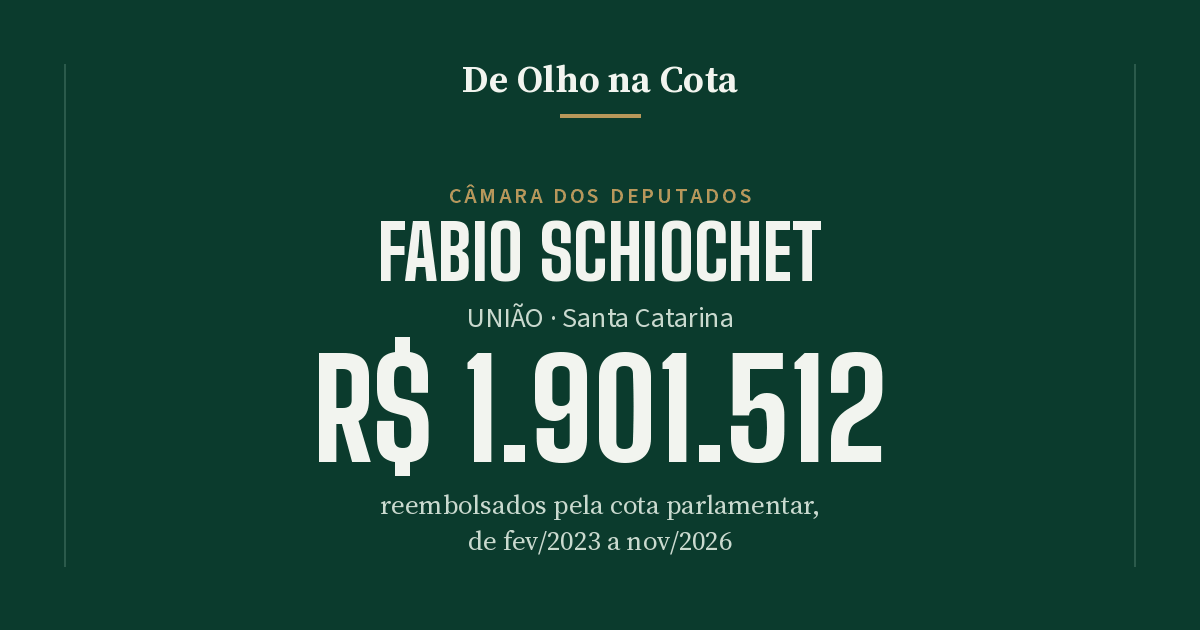 De Olho na Cota
CÂMARA DOS DEPUTADOS
FABIO SCHIOCHET
UNIÃO · Santa Catarina
R$ 1.901.512
reembolsados pela cota parlamentar,
de fev/2023 a nov/2026